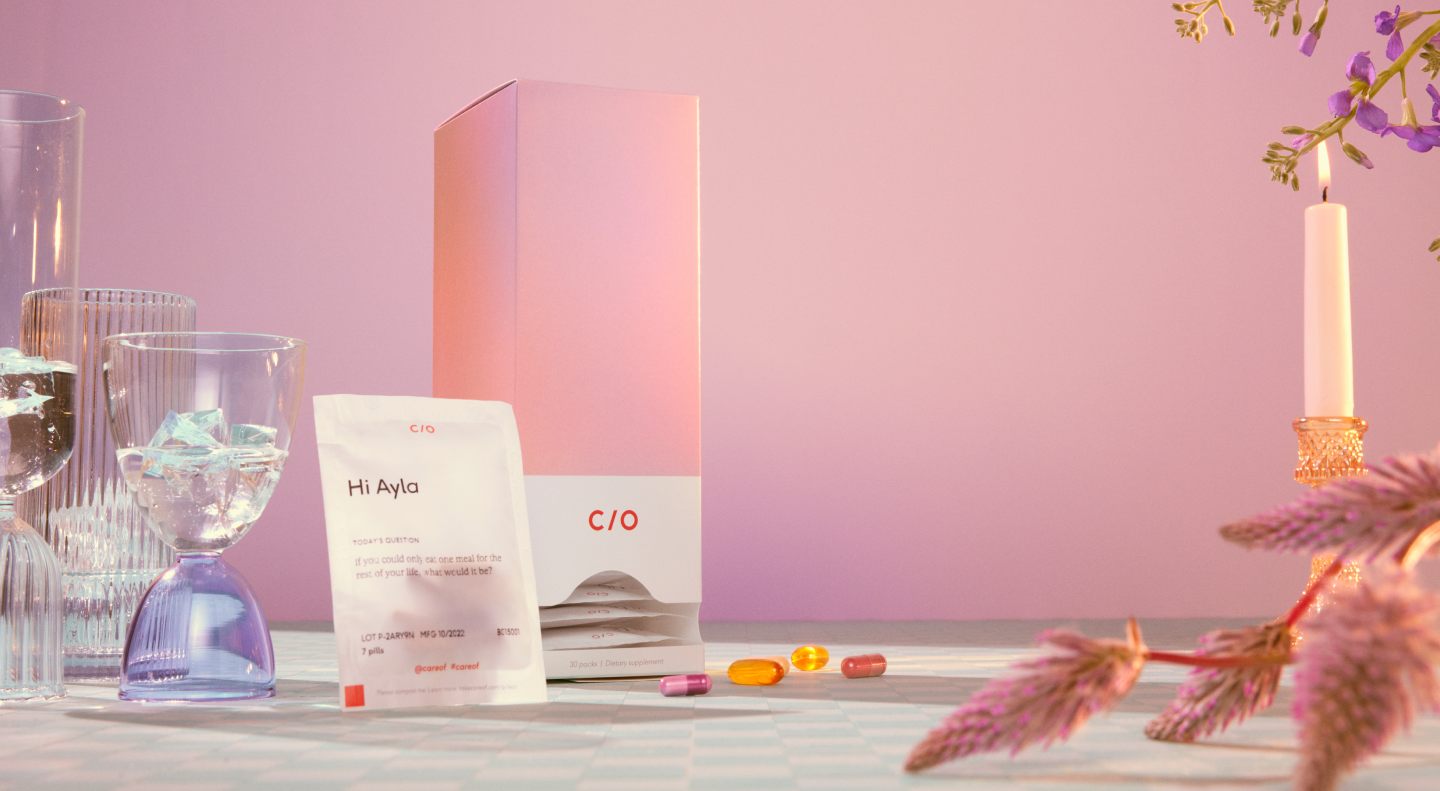 C/O
Hi Ayla
TODAY'S QUESTION
If you could only eat one meal for the
rest of your life, what would it be?
LOT P-2ARY9N MFG 10/2022
7 pills
@careof #careof
C/O
C/O
C/O
C/O
30 packs | Dietary supplement